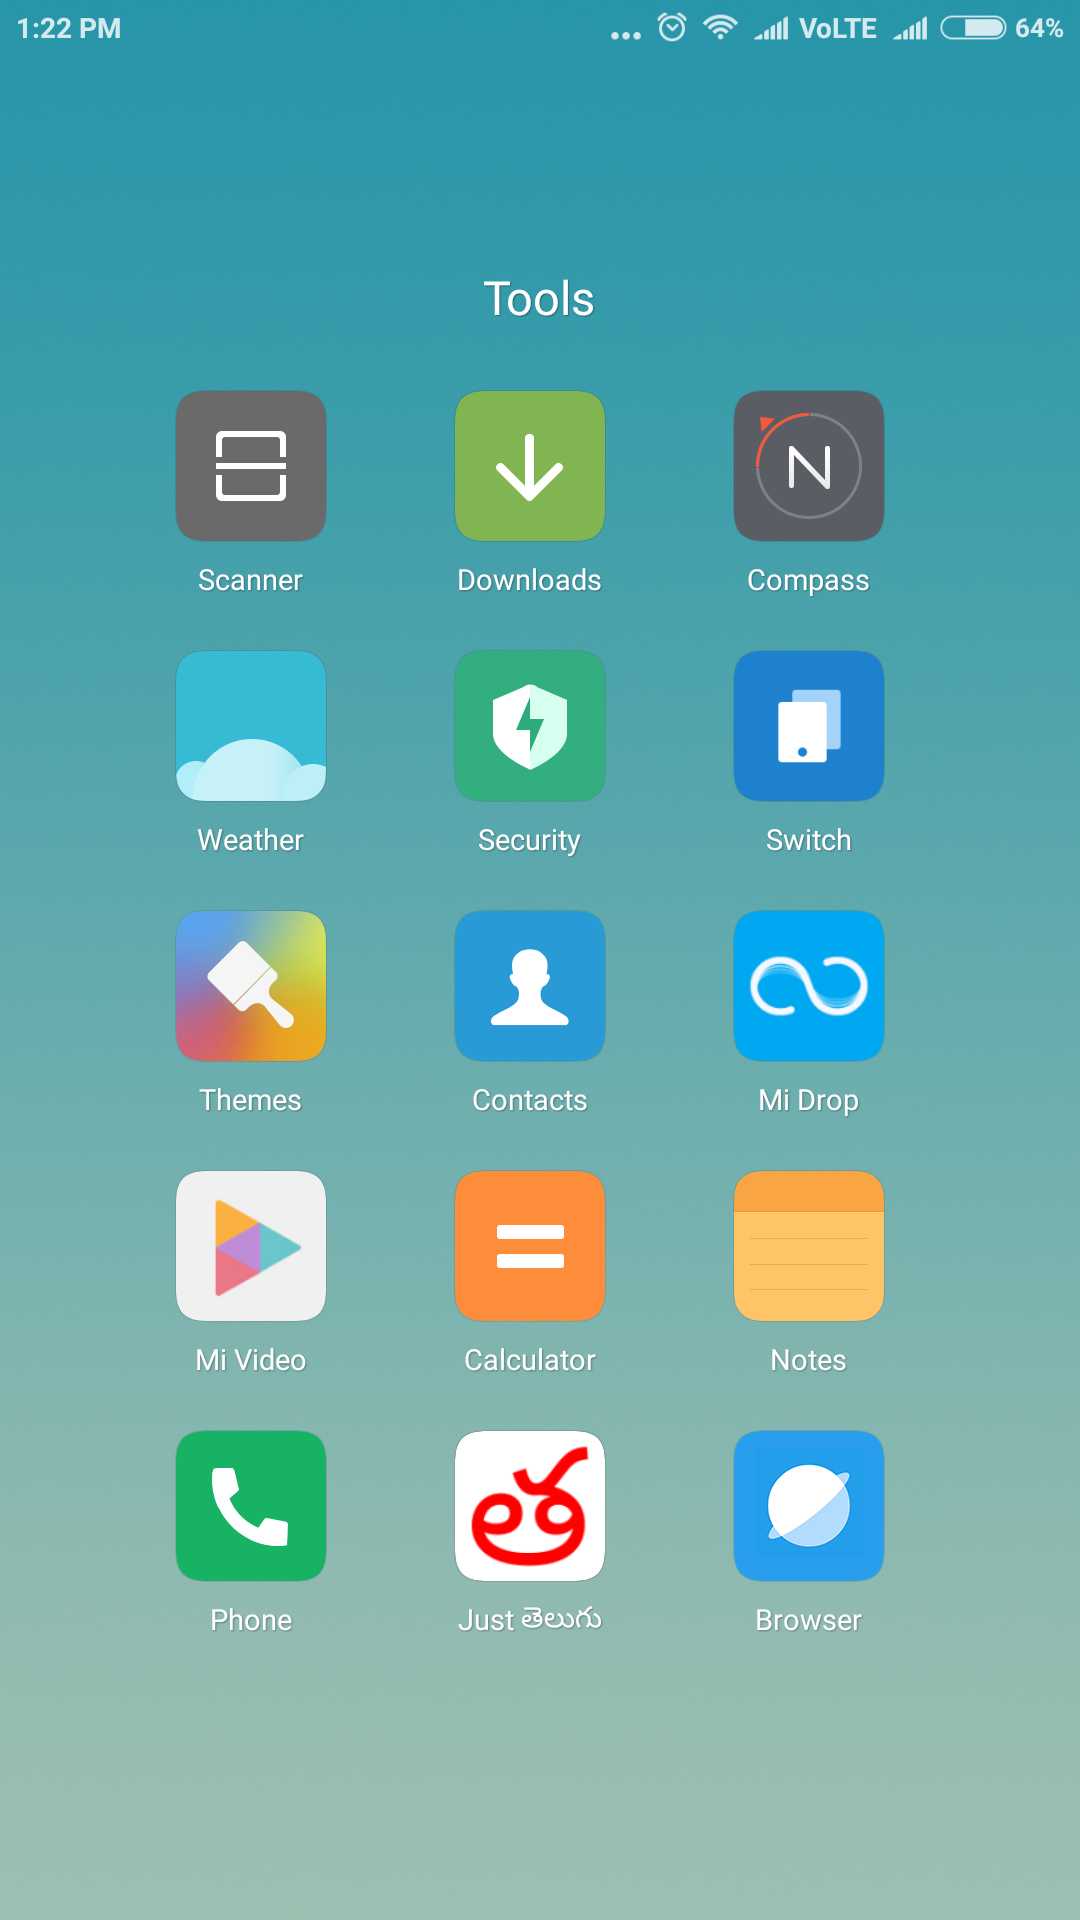 1:22 PM ... VoLTE 64%
Tools
N
Scanner Downloads Compass
Weather Security Switch
Themes Contacts Mi Drop
Mi Video Calculator Notes
త
Phone Just తెలుగు Browser